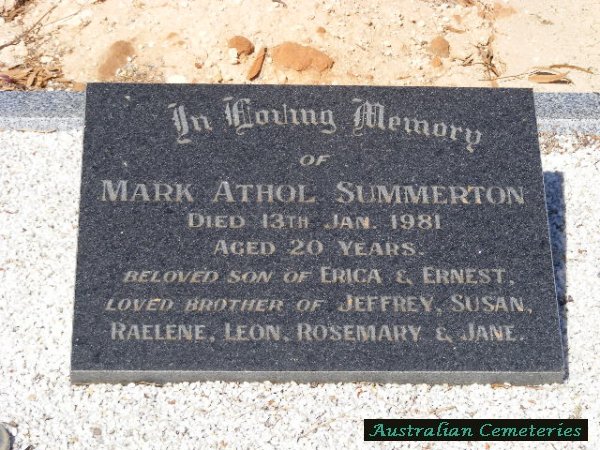 In Loving Memory
OF
MARK ATHOL SUMMERTON
DIED 13TH JAN. 1981
AGED 20 YEARS.
BELOVED SON OF ERICA & ERNEST,
LOVED BROTHER OF JEFFREY, SUSAN,
RAELENE, LEON, ROSEMARY & JANE.
Australian Cemeteries